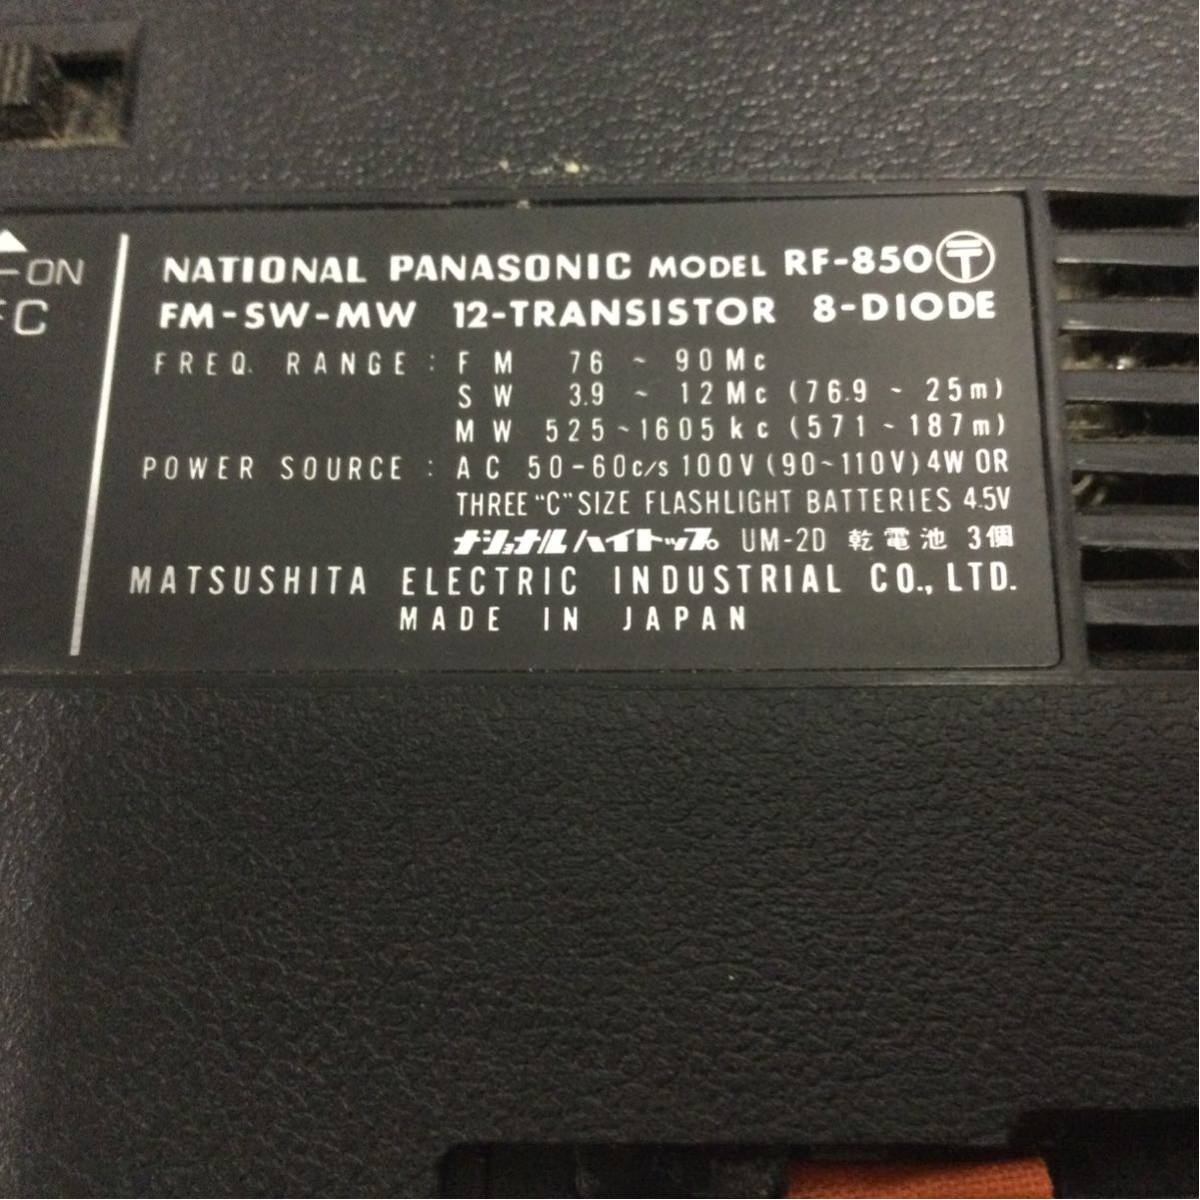 ON
FC
NATIONAL PANASONIC MODEL RF-850 〶
FM-SW-MW 12-TRANSISTOR 8-DIODE
FREQ. RANGE : FM 76 ~ 90Mc
SW 3.9 ~ 12Mc (76.9 ~ 25m)
MW 525~1605kc (571~187m)
POWER SOURCE : AC 50-60c/s 100V (90~110V) 4W OR
THREE "C" SIZE FLASHLIGHT BATTERIES 4.5V
ナショナルハイトップ UM-2D 乾電池 3個
MATSUSHITA ELECTRIC INDUSTRIAL CO., LTD.
MADE IN JAPAN